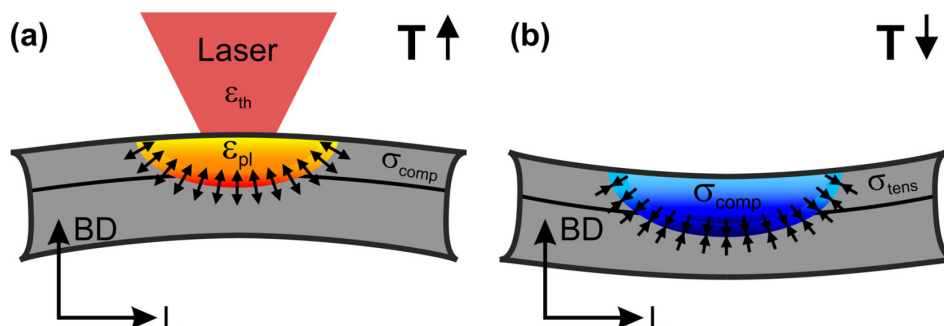 (a)
Laser
εth
T
εpl
σcomp
BD
l
(b)
T
σcomp
σtens
BD
l